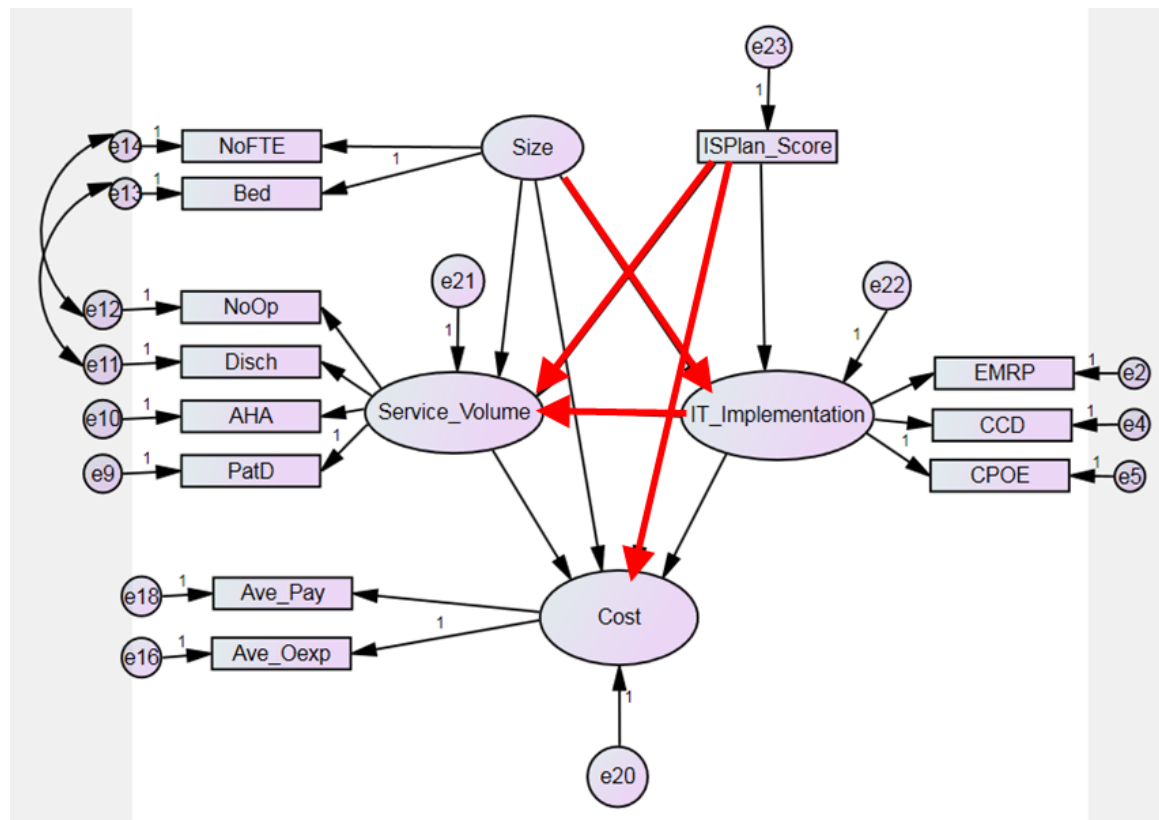 e23
1
e14
1
NoFTE
Size
ISPlan_Score
1
e13
1
Bed
e21
e22
e12
1
NoOp
1
1
e11
1
Disch
EMRP
1
e2
e10
1
AHA
Service_Volume
IT_Implementation
CCD
1
e4
e9
1
PatD
1
1
CPOE
1
e5
e18
1
Ave_Pay
Cost
1
e16
1
Ave_Oexp
1
e20